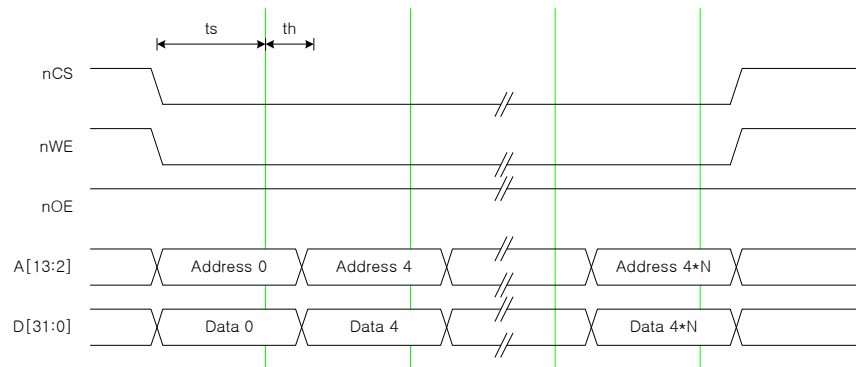 ts th
nCS
nWE
nOE
A[13:2] Address 0 Address 4 Address 4*N
D[31:0] Data 0 Data 4 Data 4*N